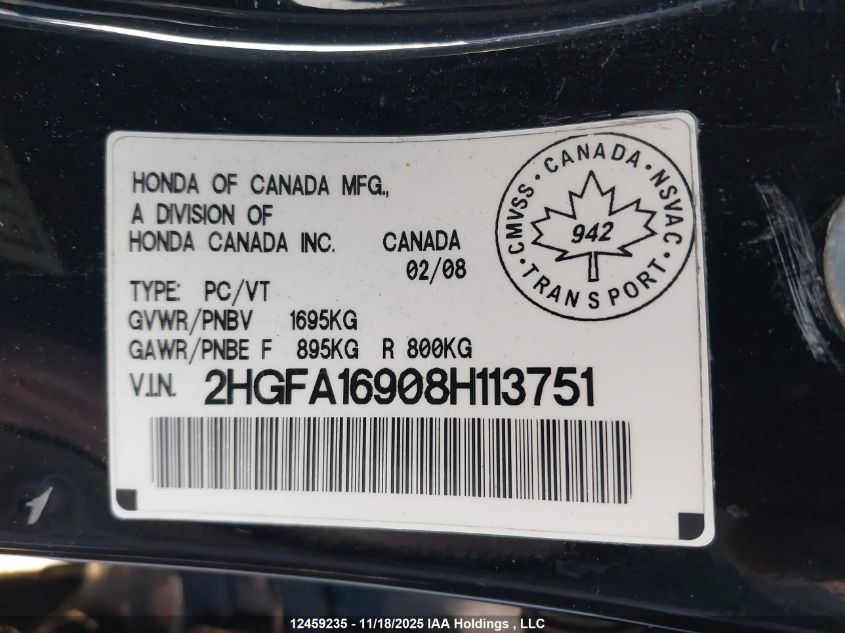 HONDA OF CANADA MFG.,
A DIVISION OF
HONDA CANADA INC. CANADA
02/08
TYPE: PC/VT
GVWR/PNBV 1695KG
GAWR/PNBE F 895KG R 800KG
V.I.N. 2HGFA16908H113751
CMVSS · CANADA · NSVAC
942
· TRANSPORT ·
1
12459235 - 11/18/2025 IAA Holdings , LLC